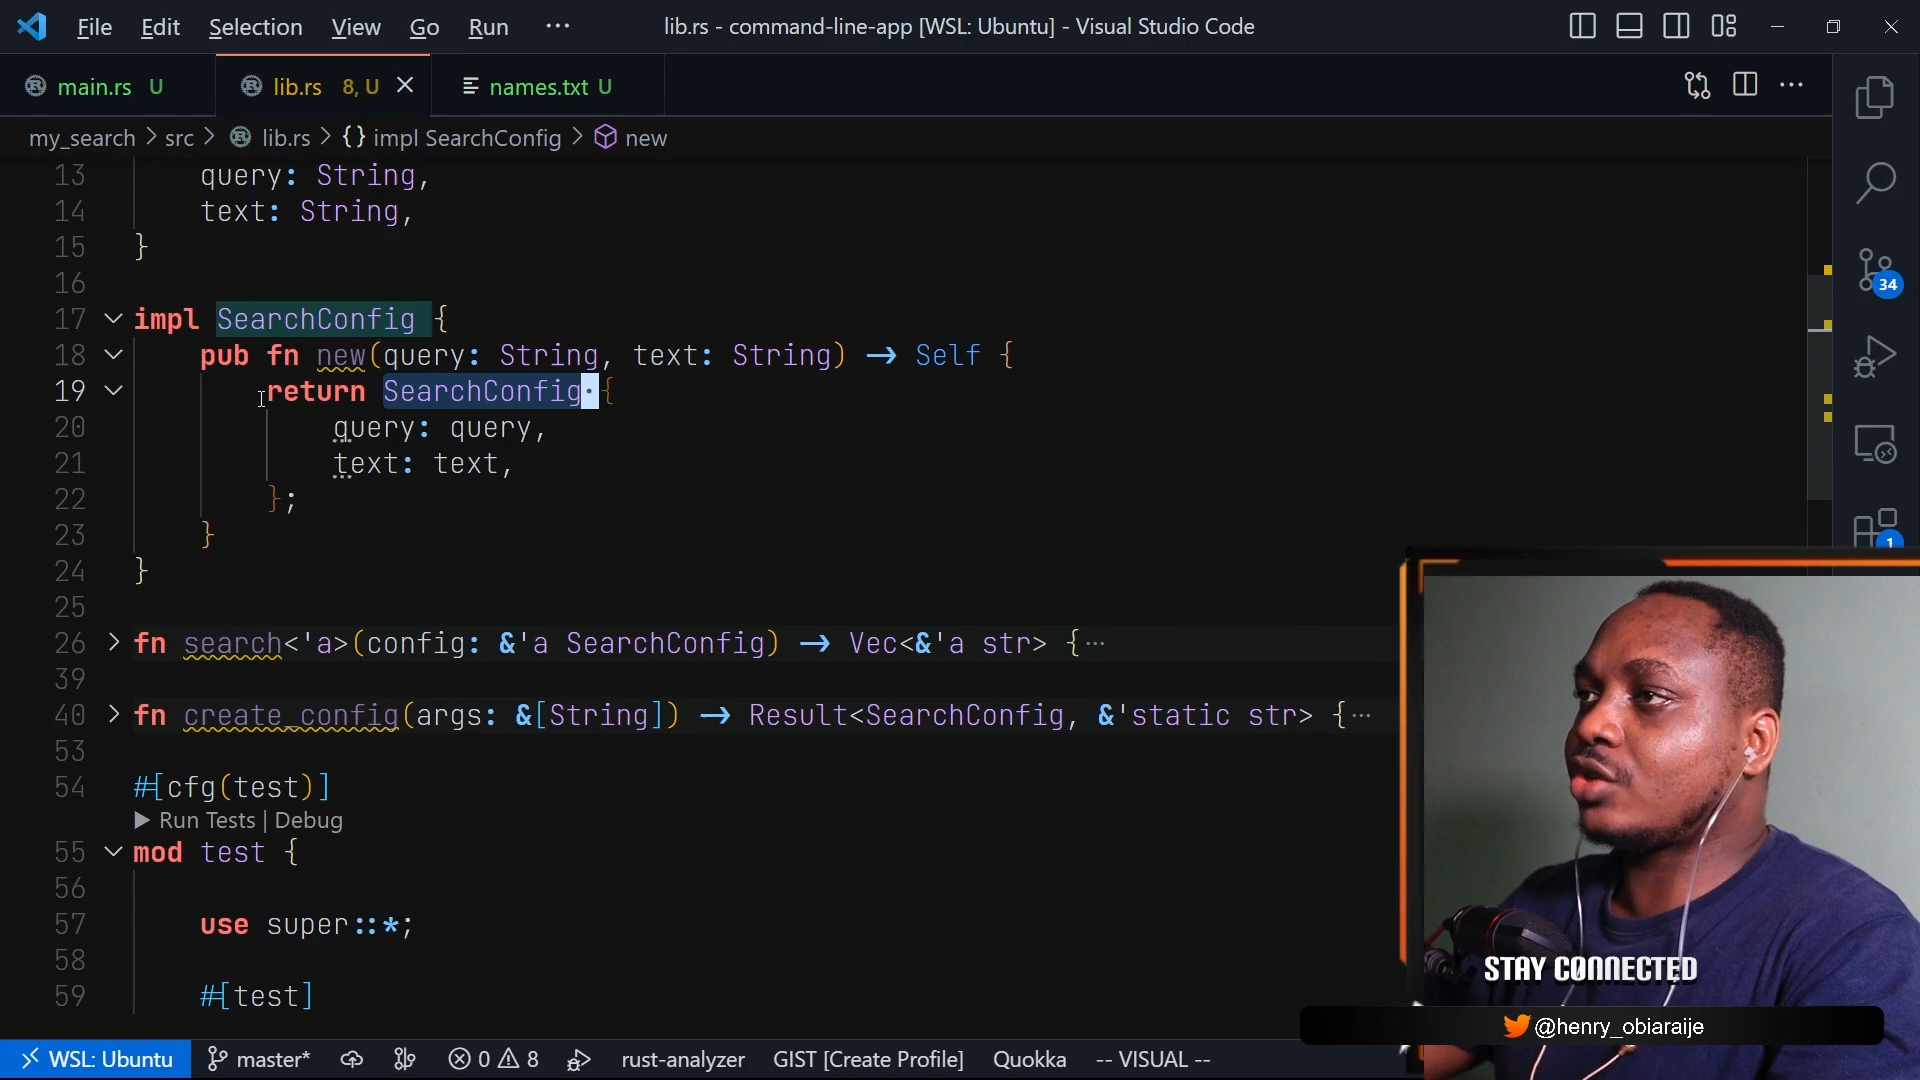 File Edit Selection View Go Run ··· lib.rs - command-line-app [WSL: Ubuntu] - Visual Studio Code
main.rs U lib.rs 8, U names.txt U
my_search > src > lib.rs > {} impl SearchConfig > new
13 query: String,
14 text: String,
15 }
16
17 impl SearchConfig {
18 pub fn new(query: String, text: String) -> Self {
19 return SearchConfig {
20 query: query,
21 text: text,
22 };
23 }
24 }
25
26 fn search<'a>(config: &'a SearchConfig) -> Vec<&'a str> {···
39
40 fn create_config(args: &[String]) -> Result<SearchConfig, &'static str> {···
53
54 #[cfg(test)]
▶ Run Tests | Debug
55 mod test {
56
57 use super::*;
58
59 #[test]
34
1
STAY CONNECTED
@henry_obiaraije
WSL: Ubuntu master* 0 8 rust-analyzer GIST [Create Profile] Quokka -- VISUAL --